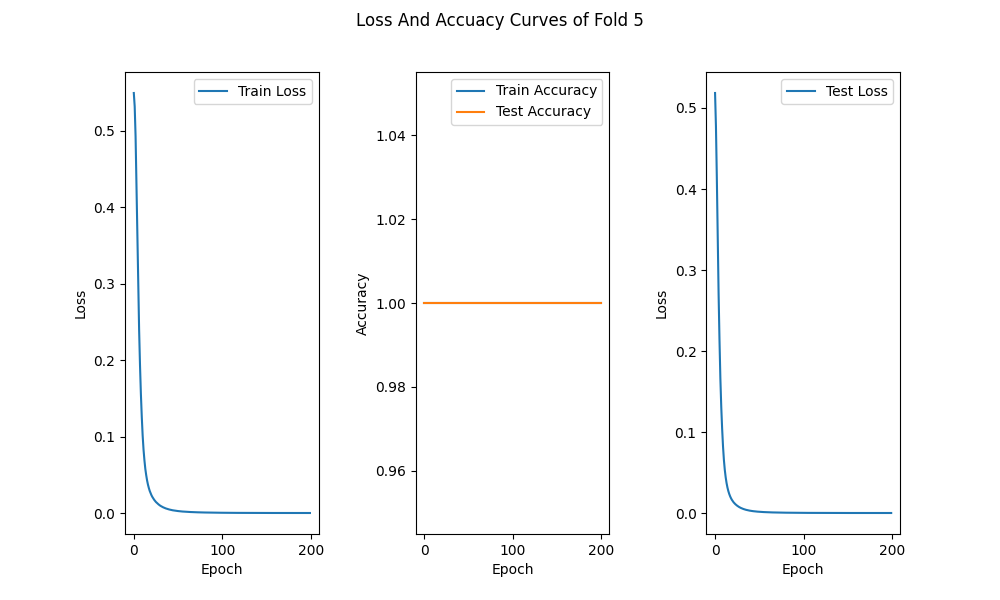 Loss And Accuacy Curves of Fold 5
Train Loss
0.5
0.4
0.3
0.2
0.1
0.0
Loss
0
100
200
Epoch
Train Accuracy
Test Accuracy
1.04
1.02
1.00
0.98
0.96
Accuracy
0
100
200
Epoch
Test Loss
0.5
0.4
0.3
0.2
0.1
0.0
Loss
0
100
200
Epoch